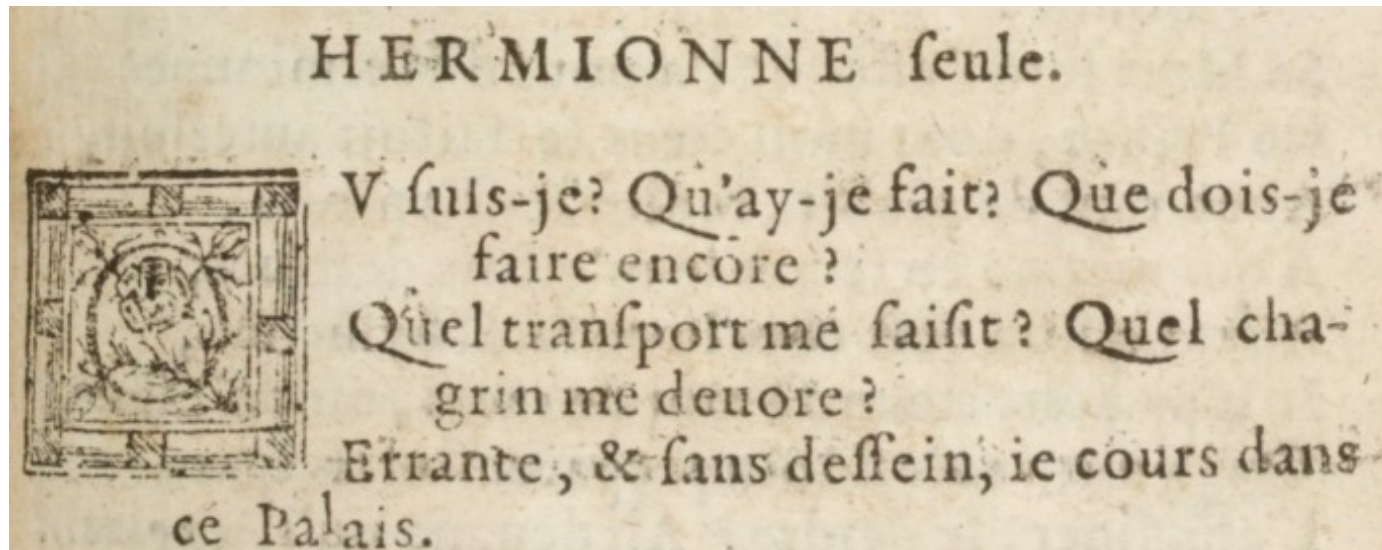 HERMIONNE ſeule.
OV ſuis-je? Qu'ay-je fait? Que dois-je
faire encore ?
Quel tranſport me ſaiſit ? Quel cha-
grin me deuore ?
Errante, & ſans deſſein, ie cours dans
ce Palais.